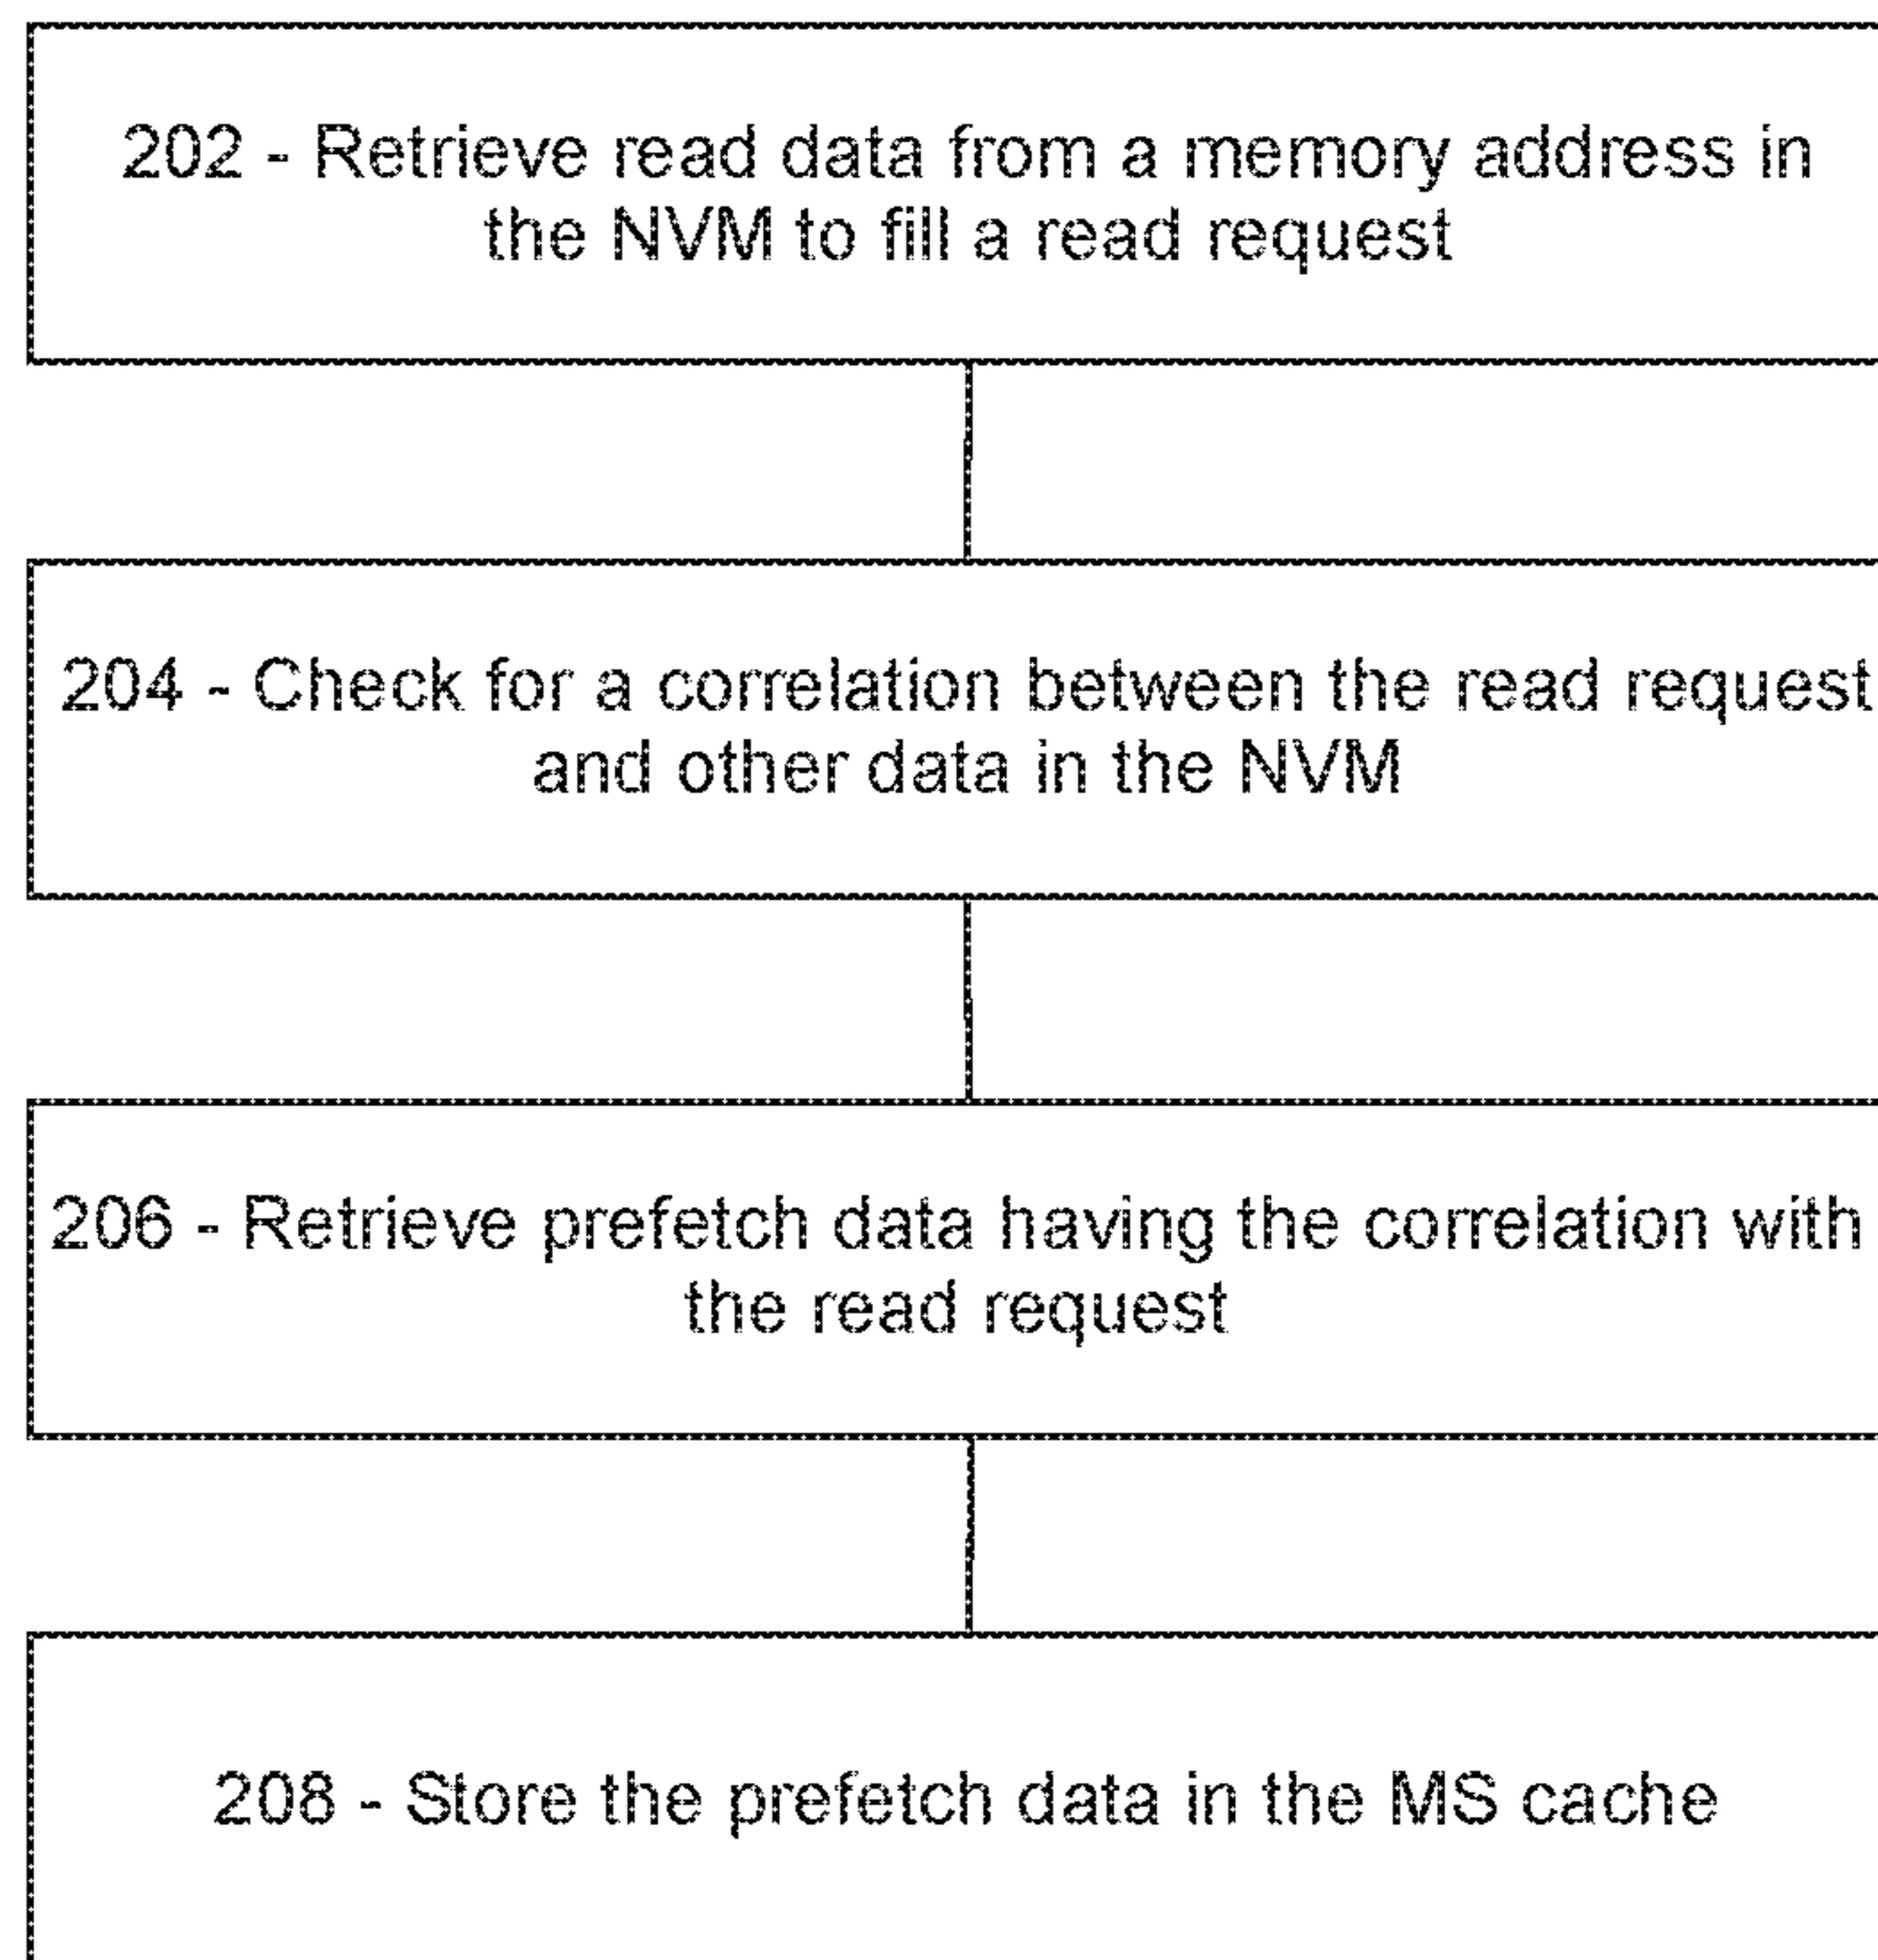 202 - Retrieve read data from a memory address in
the NVM to fill a read request
204 - Check for a correlation between the read request
and other data in the NVM
206 - Retrieve prefetch data having the correlation with
the read request
208 - Store the prefetch data in the MS cache